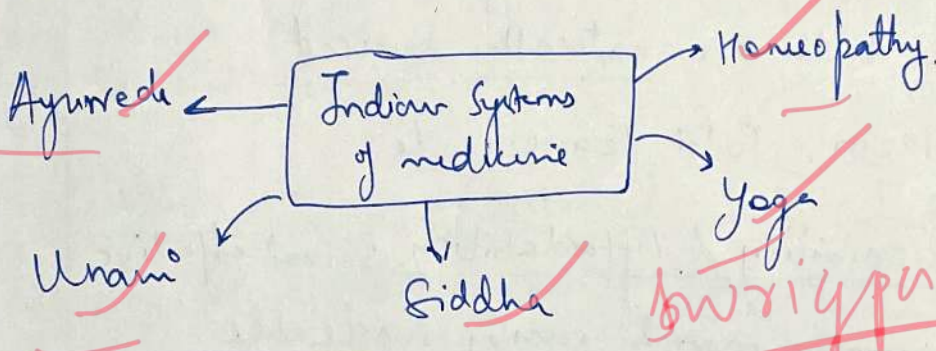 Homeopathy.
Ayurveda
Indian Systems
of medicine
Yoga
Unani
Siddha